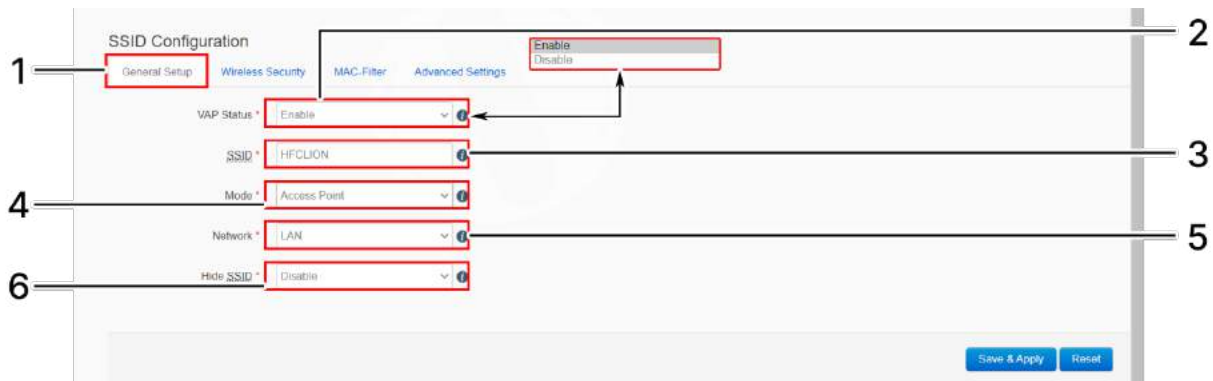 SSID Configuration
General Setup Wireless Security MAC-Filter Advanced Settings
Enable
Disable
VAP Status * Enable
SSID * HFCLION
Mode * Access Point
Network * LAN
Hide SSID * Disable
Save & Apply Reset
1
2
3
4
5
6